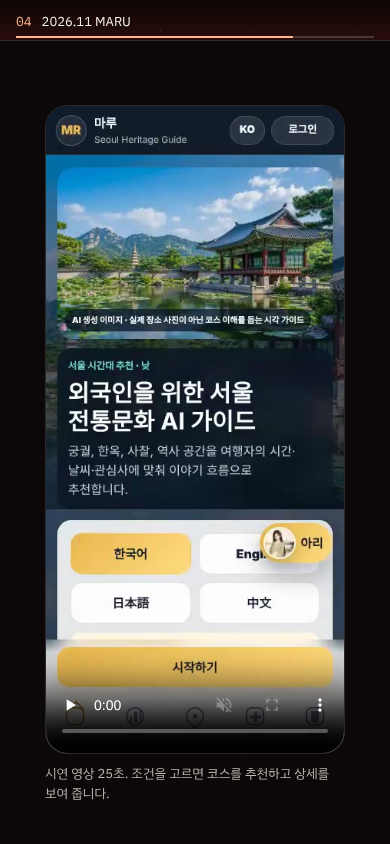 04 2026.11 MARU
MR
마루
Seoul Heritage Guide
KO
로그인
AI 생성 이미지 · 실제 장소 사진이 아닌 코스 이해를 돕는 시각 가이드
서울 시간대 추천 · 낮
외국인을 위한 서울
전통문화 AI 가이드
궁궐, 한옥, 사찰, 역사 공간을 여행자의 시간·
날씨·관심사에 맞춰 이야기 흐름으로
추천합니다.
한국어
Engl
아리
日本語
中文
시작하기
0:00
시연 영상 25초. 조건을 고르면 코스를 추천하고 상세를
보여 줍니다.